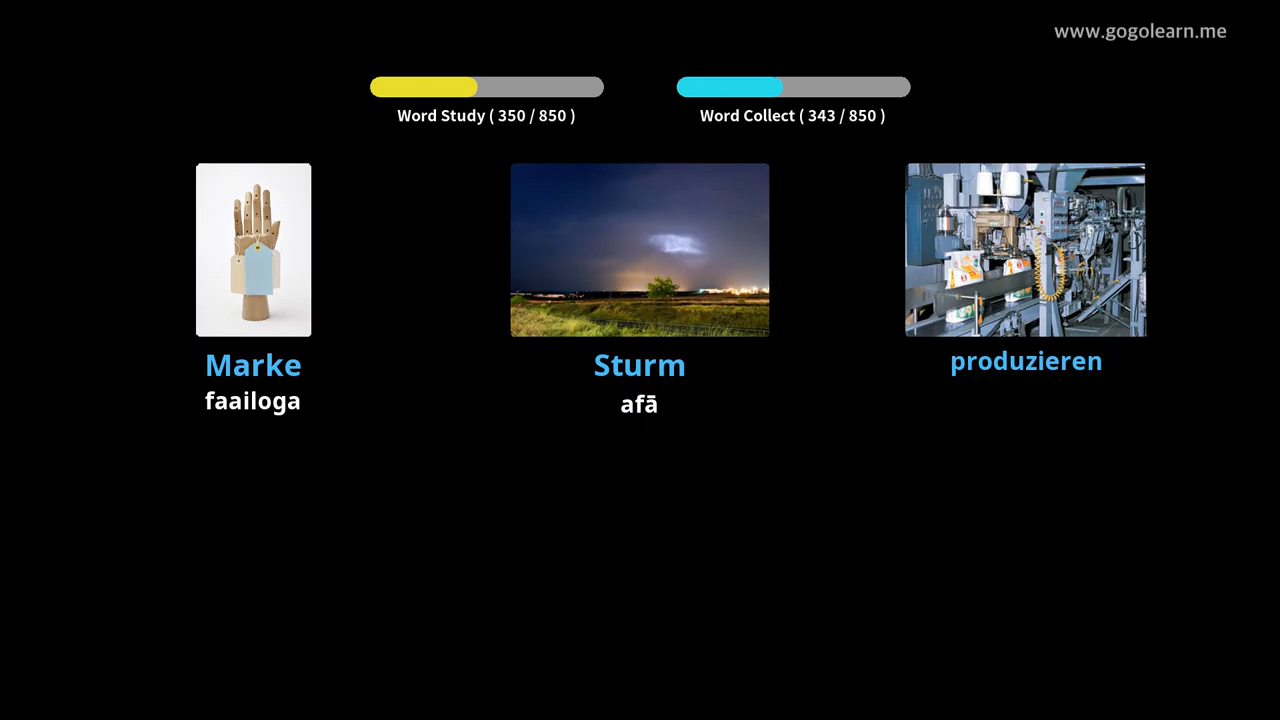 www.gogolearn.me
Word Study ( 350 / 850 )
Word Collect ( 343 / 850 )
Marke
faailoga
Sturm
afā
produzieren